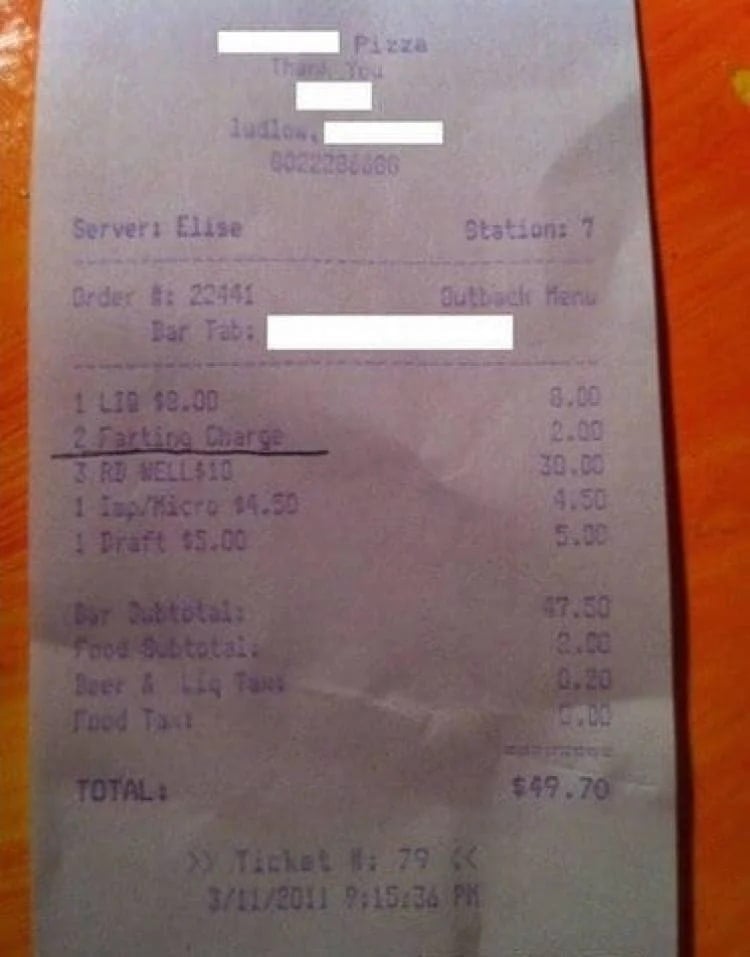 Pizza
Thank You
ludlow,
Server: Elise Station: 7
Order #: 22441 Outback Menu
Bar Tab:
1 LIQ $8.00 8.00
2 Farting Charge 2.00
3 RB WELL$10 30.00
1 Imp/Micro $4.50 4.50
1 Draft $5.00 5.00
Bar Subtotal: 47.50
Food Subtotal: 2.00
Beer & Liq Tax: 0.20
Food Tax: 0.00
TOTAL: $49.70
>> Ticket #: 79 <<
3/11/2011 9:15:36 PM